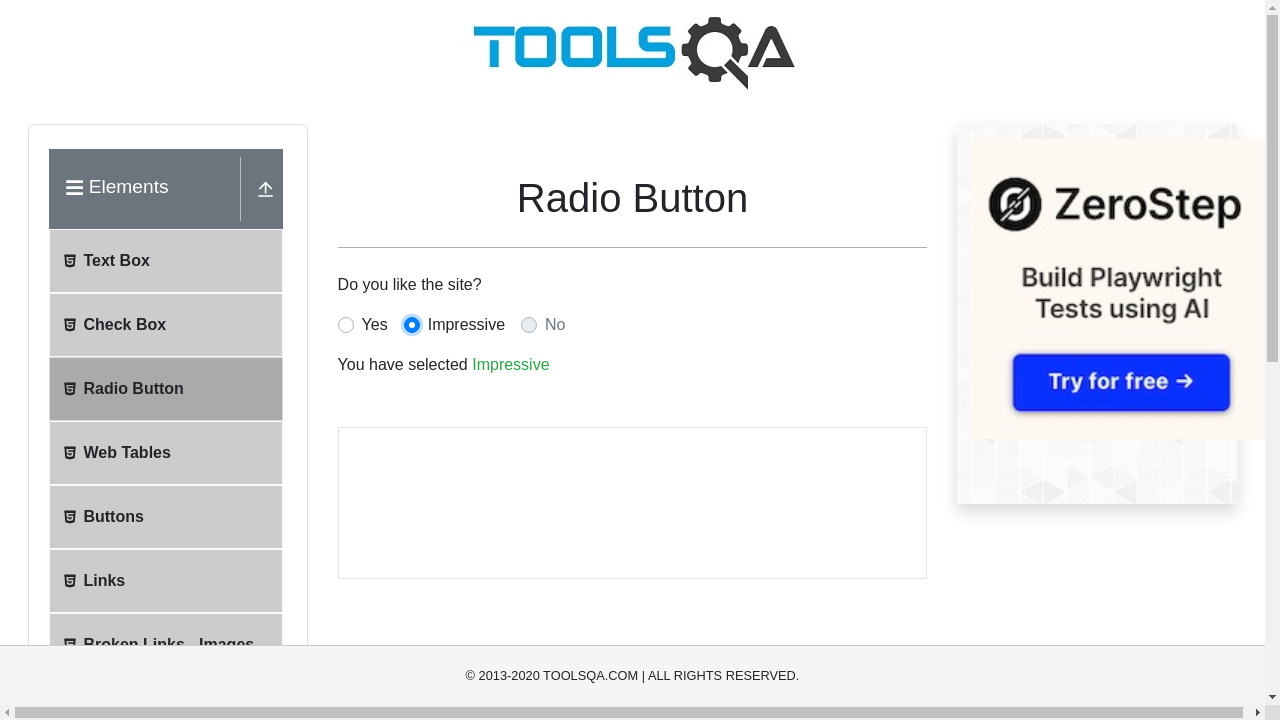 TOOLSQA
Elements
Text Box
Check Box
Radio Button
Web Tables
Buttons
Links
Broken Links - Images
Radio Button
Do you like the site?
Yes Impressive No
You have selected Impressive
ZeroStep
Build Playwright
Tests using AI
Try for free →
© 2013-2020 TOOLSQA.COM | ALL RIGHTS RESERVED.